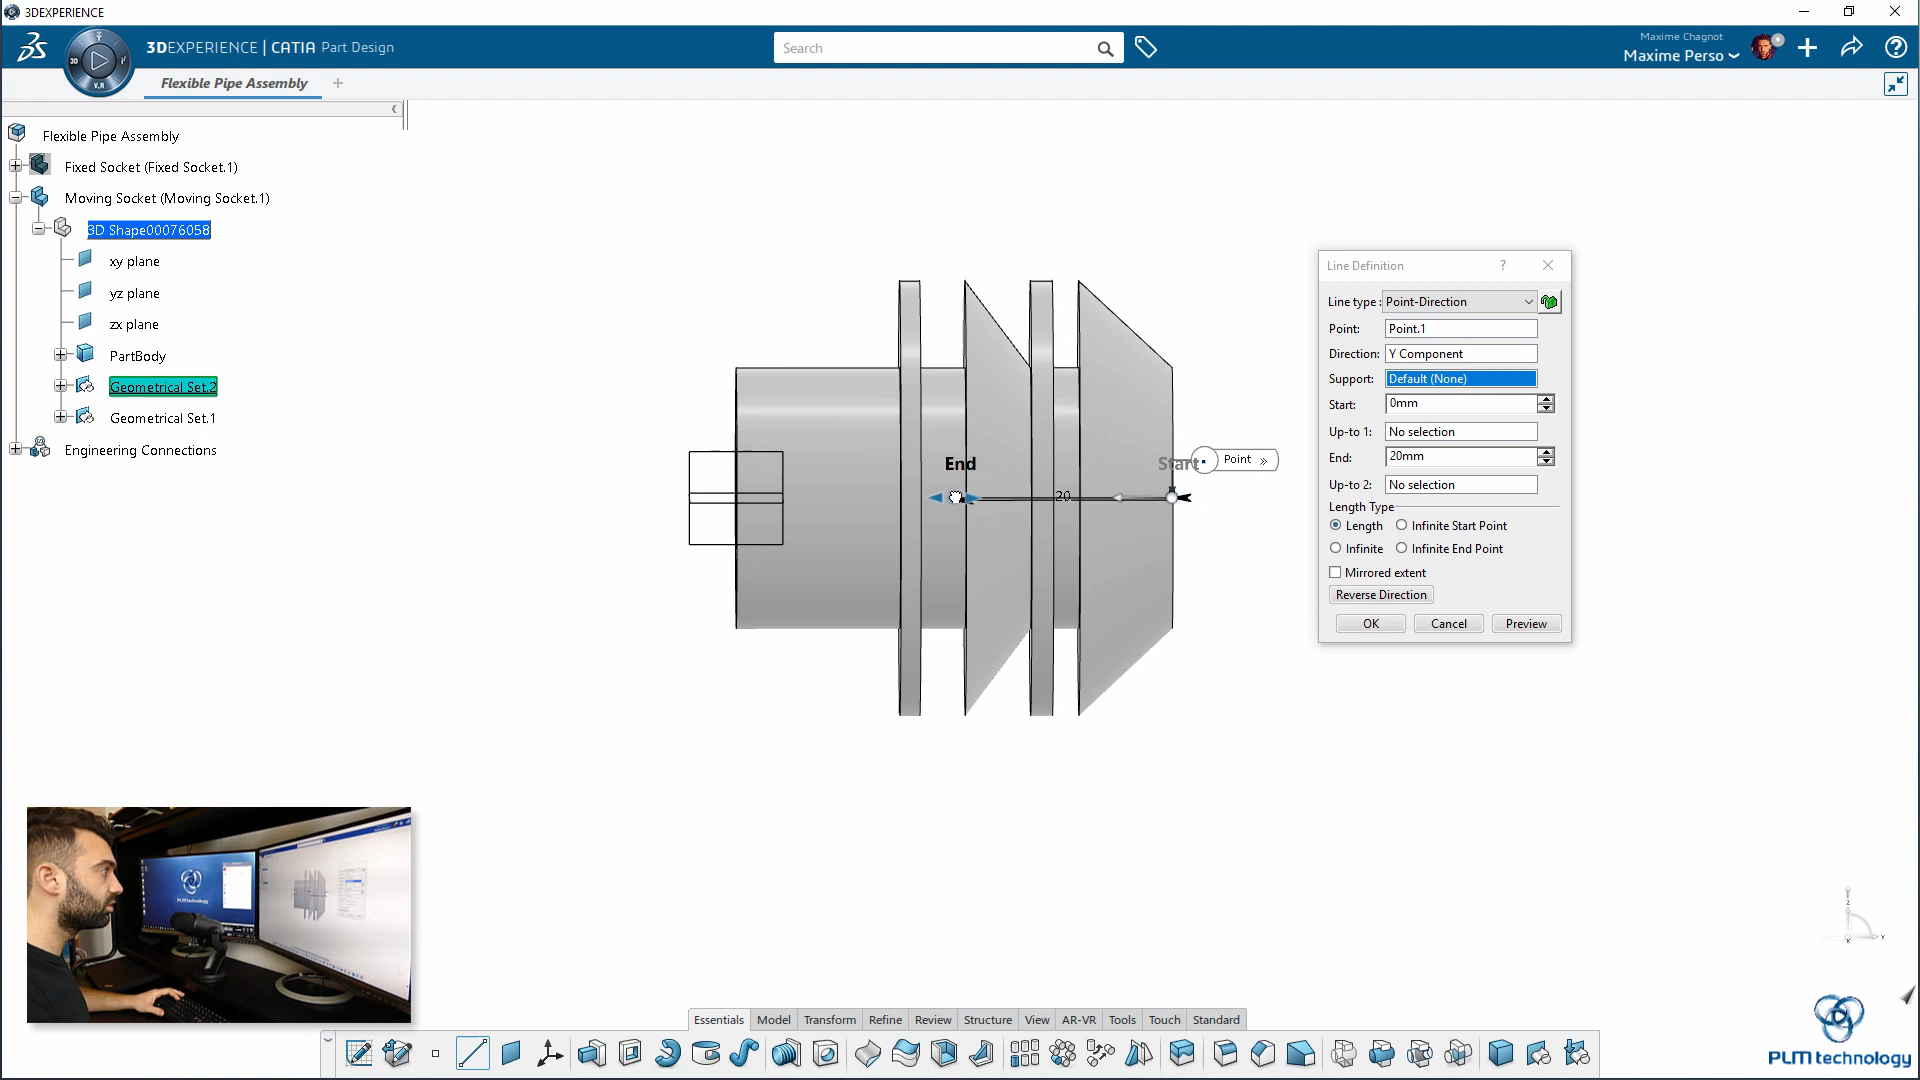 3DEXPERIENCE
3DEXPERIENCE | CATIA Part Design
Search
Maxime Chagnot
Maxime Perso
3D
V.R
Flexible Pipe Assembly
Flexible Pipe Assembly
Fixed Socket (Fixed Socket.1)
Moving Socket (Moving Socket.1)
3D Shape00076058
xy plane
yz plane
zx plane
PartBody
Geometrical Set.2
Geometrical Set.1
Engineering Connections
End
Start
Point
20
Line Definition
Line type : Point-Direction
Point: Point.1
Direction: Y Component
Support: Default (None)
Start: 0mm
Up-to 1: No selection
End: 20mm
Up-to 2: No selection
Length Type
Length Infinite Start Point
Infinite Infinite End Point
Mirrored extent
Reverse Direction
OK Cancel Preview
PLM technology
Essentials Model Transform Refine Review Structure View AR-VR Tools Touch Standard
PLM technology